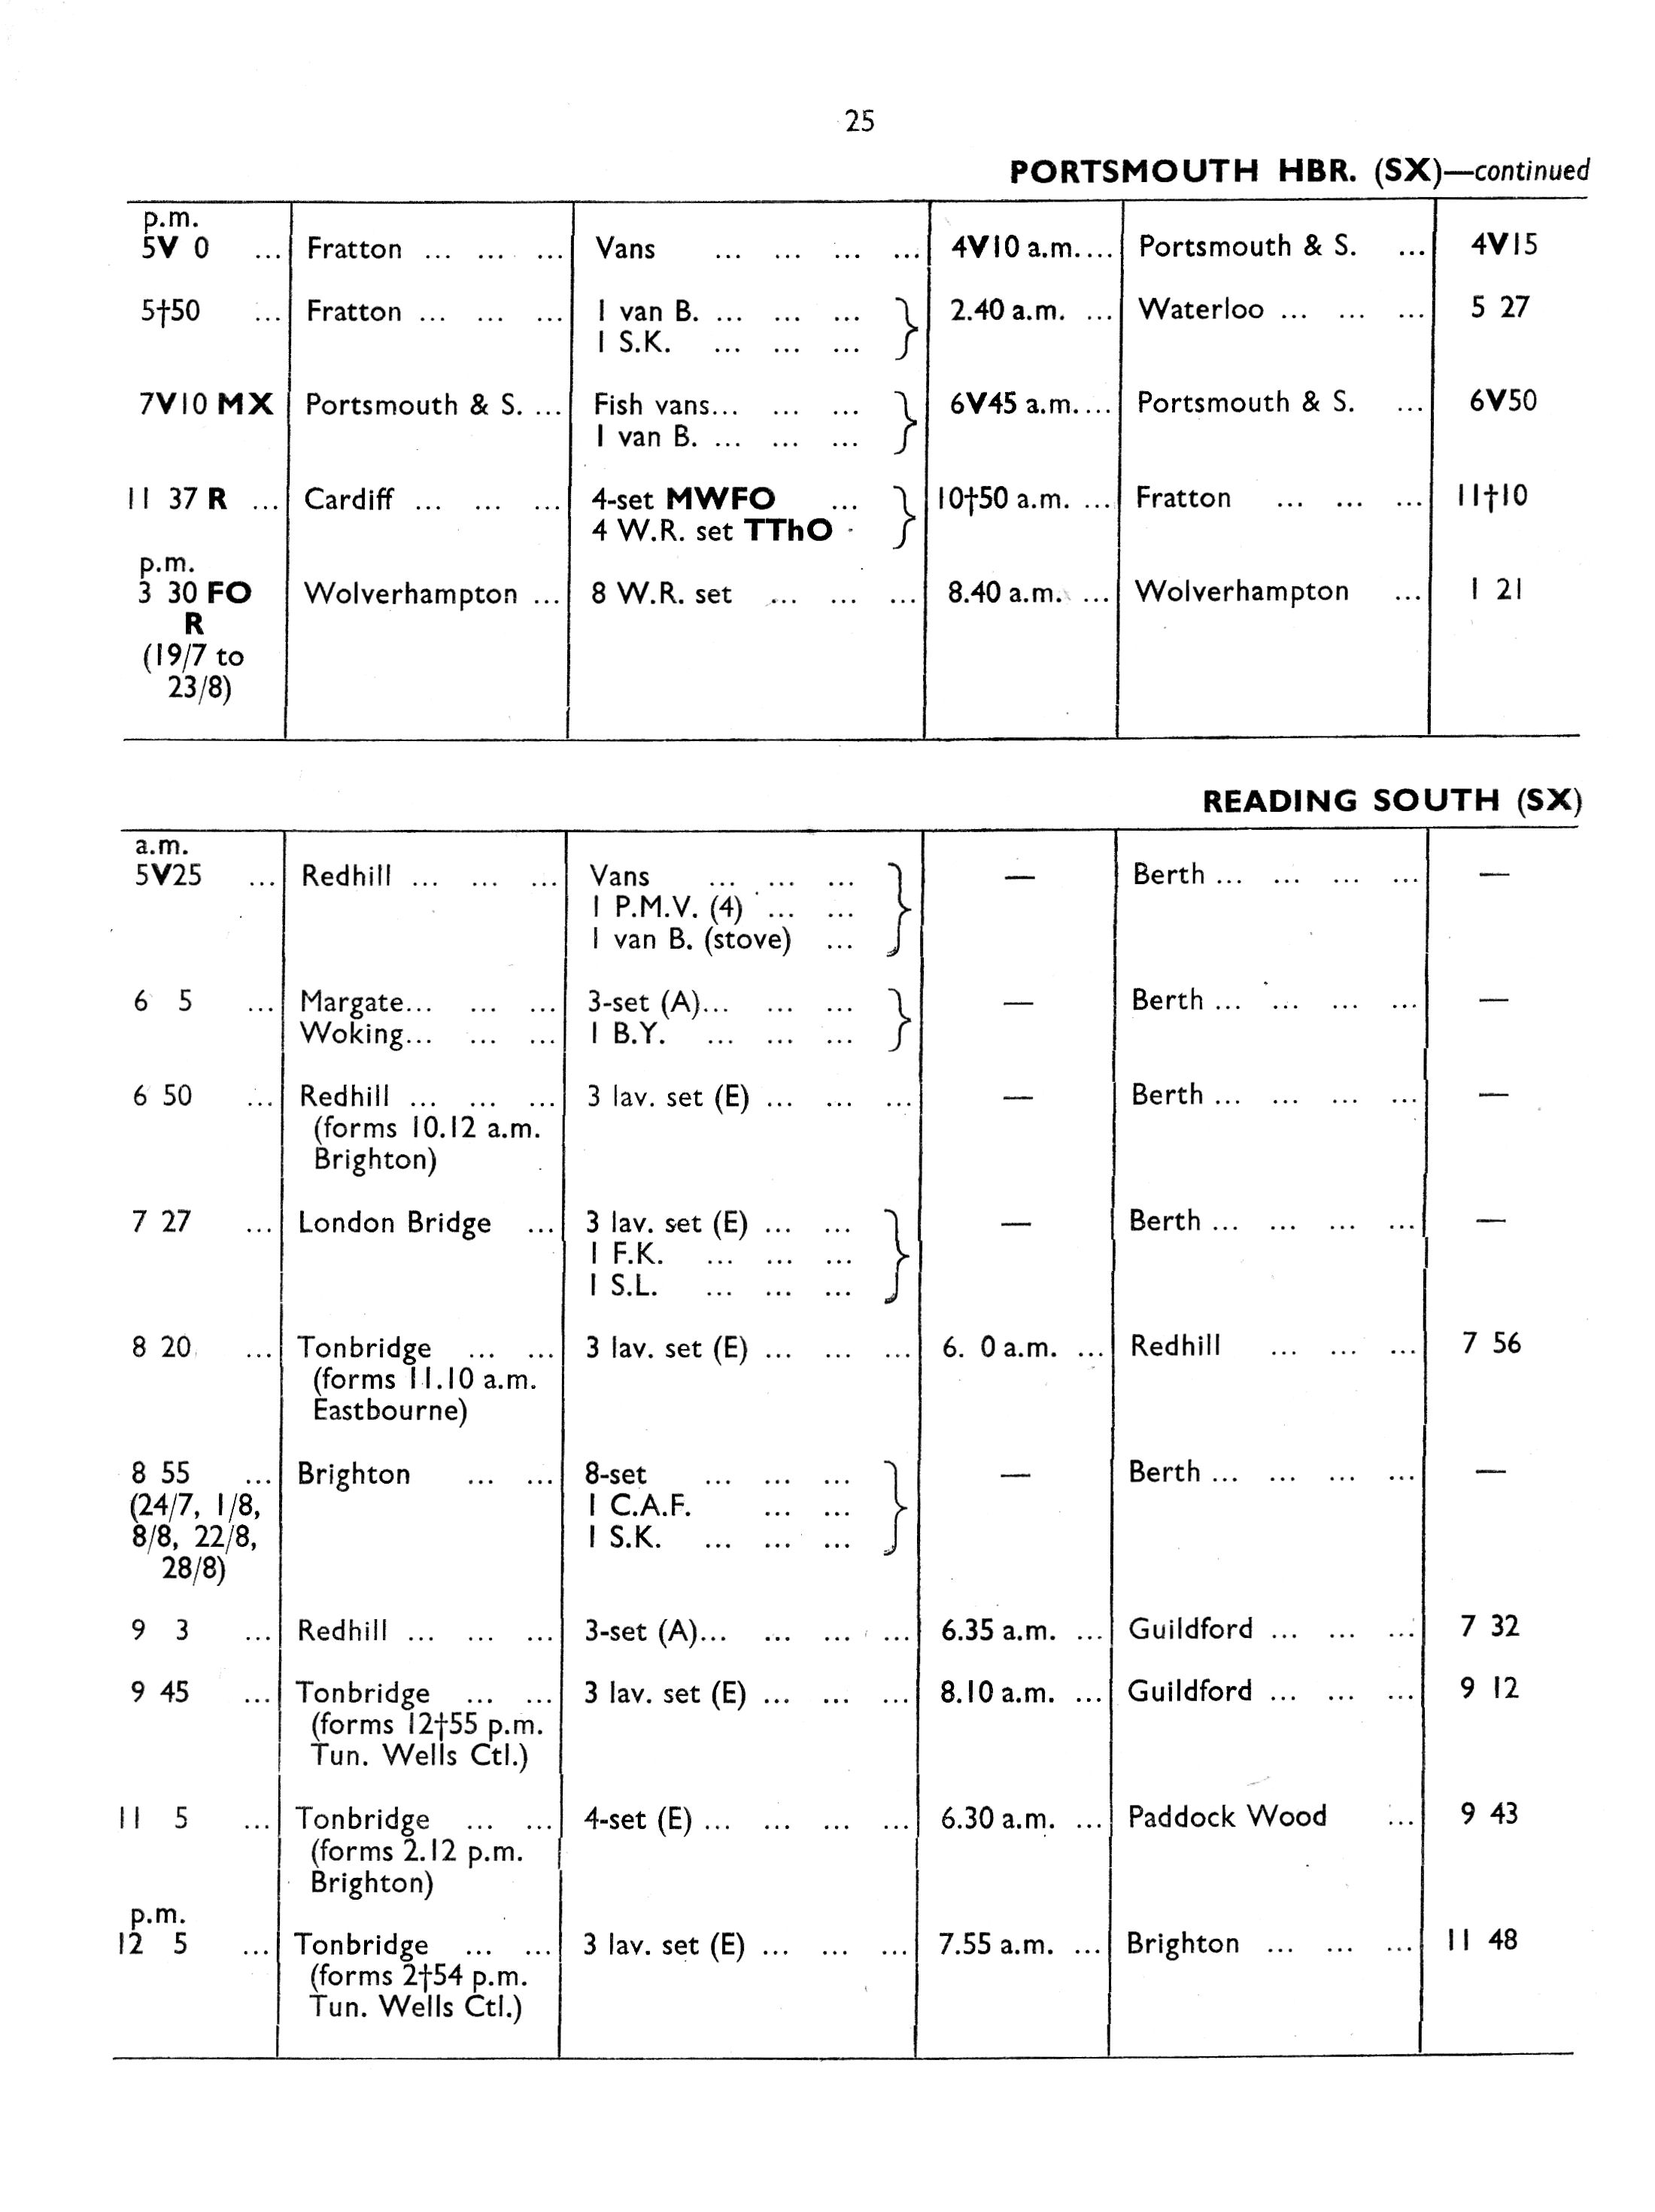 25
PORTSMOUTH HBR. (SX)—continued
p.m.
5V 0 ... Fratton ... ... ... Vans ... ... ... ... 4V10 a.m.... Portsmouth & S. ... 4V15
5†50 ... Fratton ... ... ... 1 van B. ... ... ... 2.40 a.m. ... Waterloo ... ... ... 5 27
1 S.K. ... ... ...
7V10 MX Portsmouth & S. ... Fish vans... ... ... 6V45 a.m.... Portsmouth & S. ... 6V50
1 van B. ... ... ...
11 37 R ... Cardiff ... ... ... 4-set MWFO ... 10†50 a.m. ... Fratton ... ... ... 11†10
4 W.R. set TThO
p.m.
3 30 FO Wolverhampton ... 8 W.R. set ... ... ... 8.40 a.m. ... Wolverhampton ... 1 21
R
(19/7 to
23/8)
READING SOUTH (SX)
a.m.
5V25 ... Redhill ... ... ... Vans ... ... ... — Berth ... ... ... ... —
1 P.M.V. (4) ... ...
1 van B. (stove) ...
6 5 ... Margate... ... ... 3-set (A)... ... ... — Berth ... ... ... ... —
Woking... ... ... 1 B.Y. ... ... ...
6 50 ... Redhill ... ... ... 3 lav. set (E) ... ... ... — Berth ... ... ... ... —
(forms 10.12 a.m.
Brighton)
7 27 ... London Bridge ... 3 lav. set (E) ... ... — Berth ... ... ... ... —
1 F.K. ... ... ...
1 S.L. ... ... ...
8 20 ... Tonbridge ... ... 3 lav. set (E) ... ... ... 6. 0 a.m. ... Redhill ... ... ... 7 56
(forms 11.10 a.m.
Eastbourne)
8 55 ... Brighton ... ... 8-set ... ... ... — Berth ... ... ... ... —
(24/7, 1/8, 1 C.A.F. ... ...
8/8, 22/8, 1 S.K. ... ... ...
28/8)
9 3 ... Redhill ... ... ... 3-set (A)... ... ... ... 6.35 a.m. ... Guildford ... ... ... 7 32
9 45 ... Tonbridge ... ... 3 lav. set (E) ... ... ... 8.10 a.m. ... Guildford ... ... ... 9 12
(forms 12†55 p.m.
Tun. Wells Ctl.)
11 5 ... Tonbridge ... ... 4-set (E) ... ... ... ... 6.30 a.m. ... Paddock Wood ... 9 43
(forms 2.12 p.m.
Brighton)
p.m.
12 5 ... Tonbridge ... ... 3 lav. set (E) ... ... ... 7.55 a.m. ... Brighton ... ... ... 11 48
(forms 2†54 p.m.
Tun. Wells Ctl.)